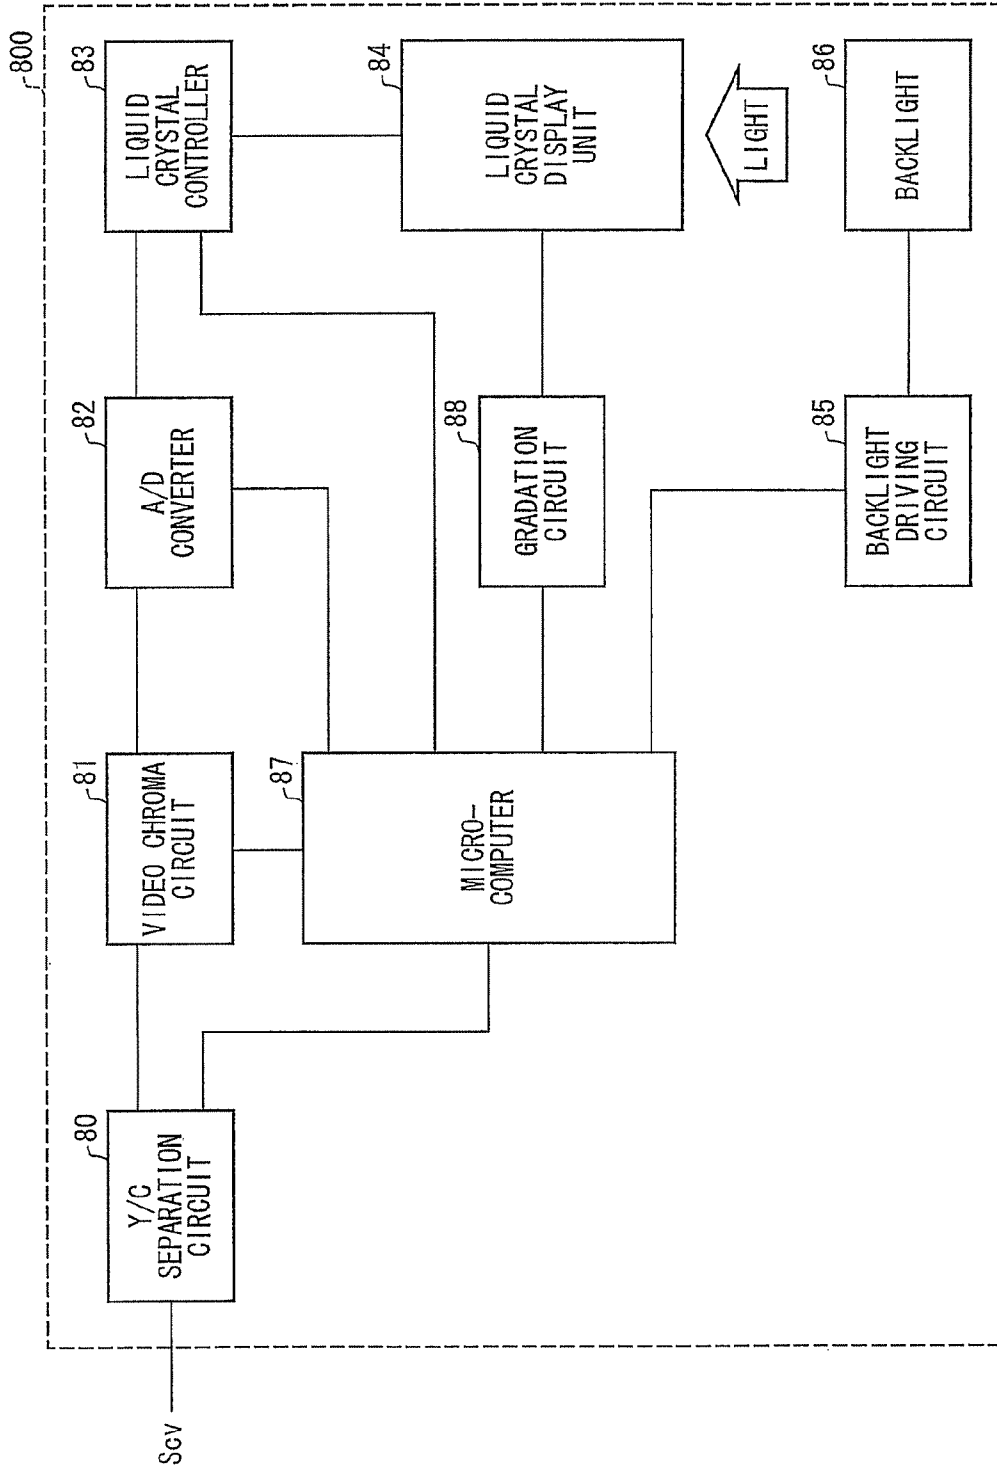 800
Scv
80
Y/C
SEPARATION
CIRCUIT
81
VIDEO CHROMA
CIRCUIT
82
A/D
CONVERTER
83
LIQUID
CRYSTAL
CONTROLLER
87
MICRO-
COMPUTER
88
GRADATION
CIRCUIT
84
LIQUID
CRYSTAL
DISPLAY
UNIT
LIGHT
85
BACKLIGHT
DRIVING
CIRCUIT
86
BACKLIGHT